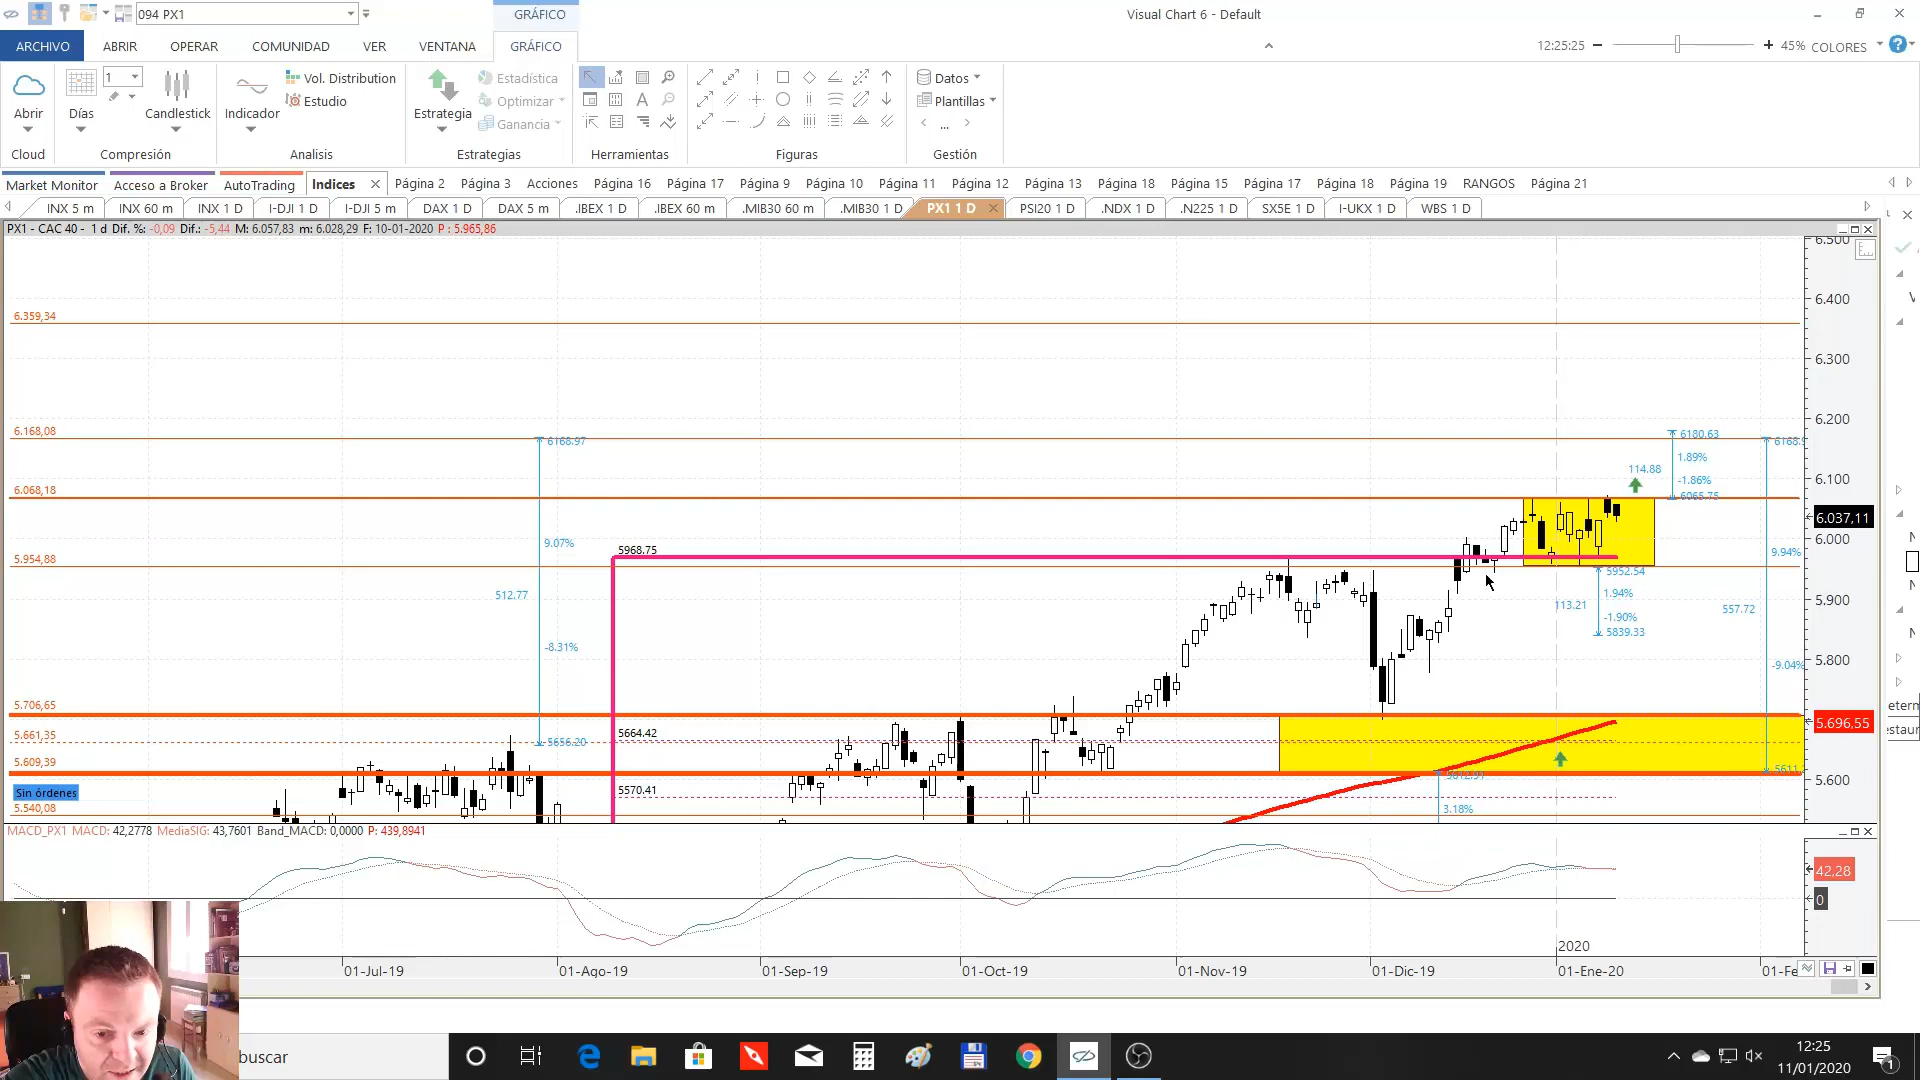 094 PX1
GRÁFICO
Visual Chart 6 - Default
ARCHIVO ABRIR OPERAR COMUNIDAD VER VENTANA GRÁFICO
12:25:25 45% COLORES
1
Vol. Distribution Estadística Datos
Estudio Optimizar Plantillas
Abrir Días Candlestick Indicador Estrategia Ganancia ...
Cloud Compresión Analisis Estrategias Herramientas Figuras Gestión
Market Monitor Acceso a Broker AutoTrading Indices Página 2 Página 3 Acciones Página 16 Página 17 Página 9 Página 10 Página 11 Página 12 Página 13 Página 18 Página 15 Página 17 Página 18 Página 19 RANGOS Página 21
INX 5 m INX 60 m INX 1 D I-DJI 1 D I-DJI 5 m DAX 1 D DAX 5 m .IBEX 1 D .IBEX 60 m .MIB30 60 m .MIB30 1 D PX1 1 D PSI20 1 D .NDX 1 D .N225 1 D SX5E 1 D I-UKX 1 D WBS 1 D
PX1 - CAC 40 - 1 d Dif. %: -0,09 Dif.: -5,44 M: 6.057,83 m: 6.028,29 F: 10-01-2020 P : 5.965,86
6.500
6.400
6.359,34
6.300
6.200
6.168,08
6168.97
6180.63
1.89%
114.88
-1.86%
6.100
6.068,18
6065.75
6.037,11
6.000
9.07%
5968.75
9.94%
5.954,88
5952.54
512.77
1.94%
113.21
557.72
5.900
-1.90%
5839.33
-8.31%
5.800
-9.04%
5.706,65
5.696,55
5664.42
5.661,35
5656.20
5.609,39
5.600
Sin órdenes
5570.41
5.540,08
3.18%
MACD_PX1 MACD: 42,2778 MediaSIG: 43,7601 Band_MACD: 0,0000 P: 439,8941
42,28
0
2020
01-Jul-19 01-Ago-19 01-Sep-19 01-Oct-19 01-Nov-19 01-Dic-19 01-Ene-20 01-Fe
eterm
estaur
buscar
12:25
11/01/2020
1